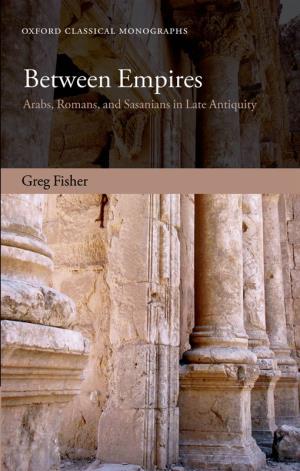 OXFORD CLASSICAL MONOGRAPHS
Between Empires
Arabs, Romans, and Sasanians in Late Antiquity
Greg Fisher